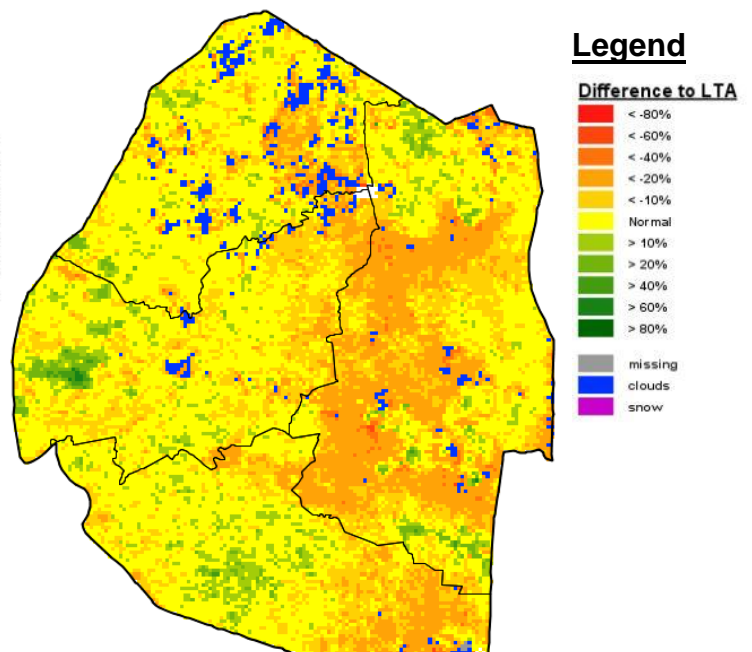 Legend
Difference to LTA
< -80%
< -60%
< -40%
< -20%
< -10%
Normal
> 10%
> 20%
> 40%
> 60%
> 80%
missing
clouds
snow